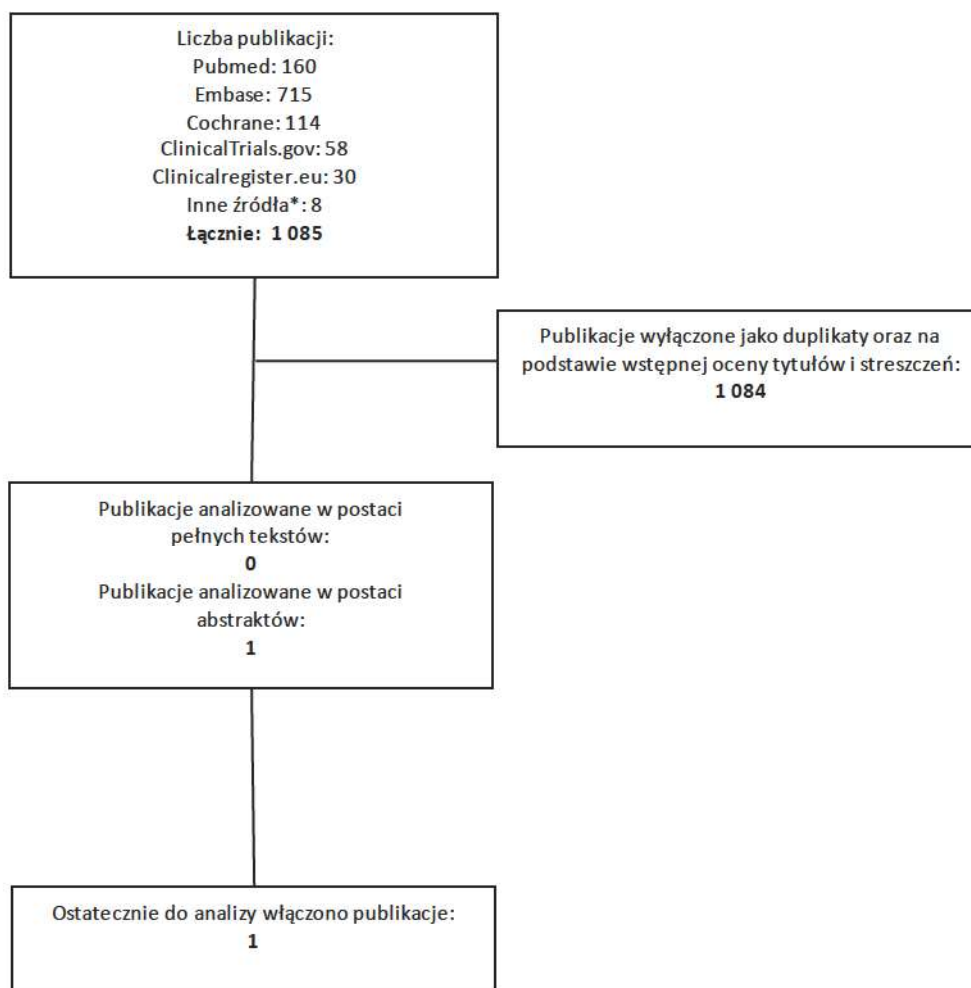 Liczba publikacji:
Pubmed: 160
Embase: 715
Cochrane: 114
ClinicalTrials.gov: 58
Clinicalregister.eu: 30
Inne źródła*: 8
Łącznie: 1 085
Publikacje wyłączone jako duplikaty oraz na
podstawie wstępnej oceny tytułów i streszczeń:
1 084
Publikacje analizowane w postaci
pełnych tekstów:
0
Publikacje analizowane w postaci
abstraktów:
1
Ostatecznie do analizy włączono publikacje:
1